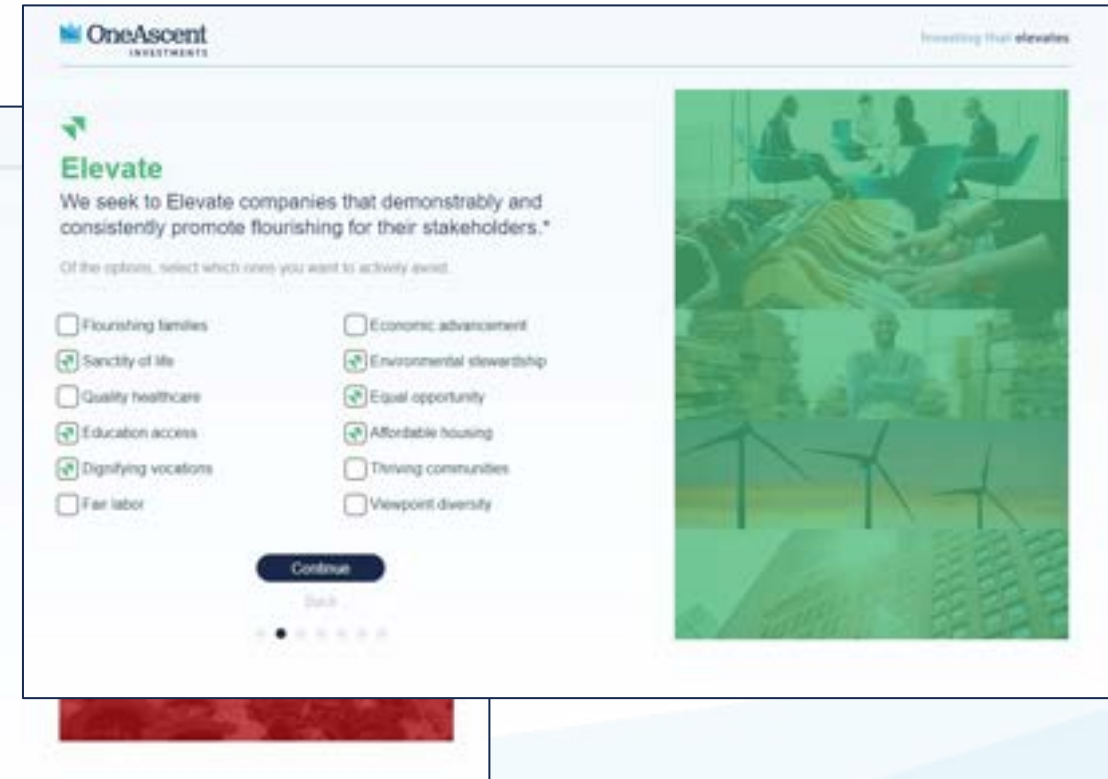 OneAscent
INVESTMENTS
Investing that elevates
Elevate
We seek to Elevate companies that demonstrably and
consistently promote flourishing for their stakeholders.*
Of the options, select which ones you want to actively avoid.
Flourishing families
Sanctity of life
Quality healthcare
Education access
Dignifying vocations
Fair labor
Economic advancement
Environmental stewardship
Equal opportunity
Affordable housing
Thriving communities
Viewpoint diversity
Continue
Back